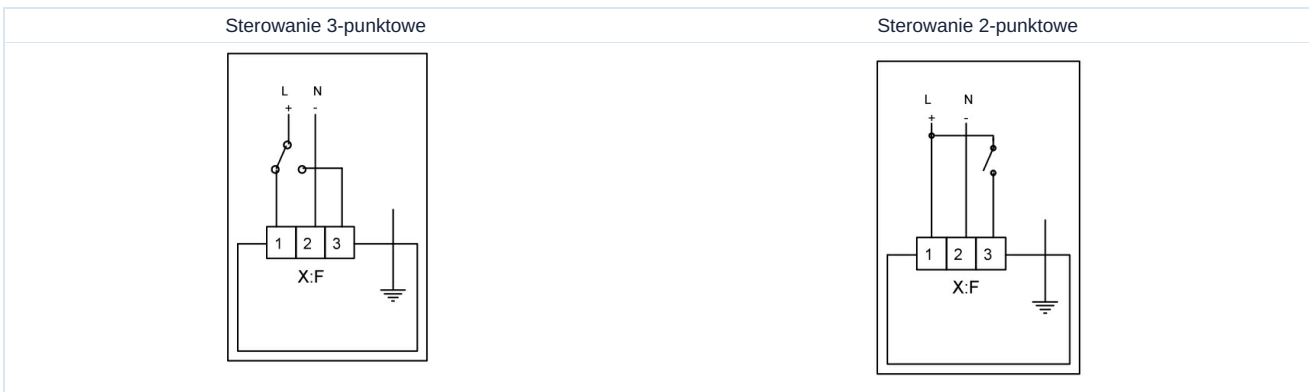 Sterowanie 3-punktowe
Sterowanie 2-punktowe
L N
+ -
1 2 3
X:F
L N
+ -
1 2 3
X:F